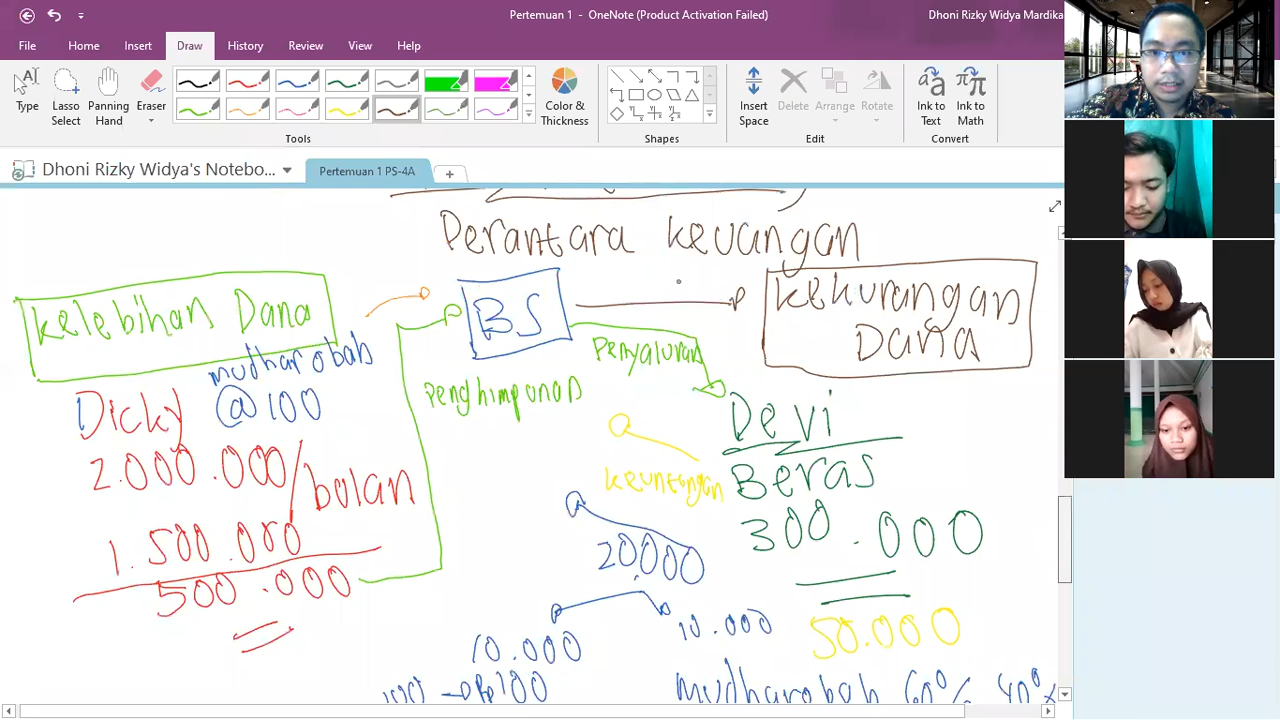 Pertemuan 1 - OneNote (Product Activation Failed)
Dhoni Rizky Widya Mardika
File Home Insert Draw History Review View Help
Type
Lasso Select
Panning Hand
Eraser
Color & Thickness
Insert Space
Delete
Arrange
Rotate
Ink to Text
Ink to Math
Tools
Shapes
Edit
Convert
Dhoni Rizky Widya's Notebo...
Pertemuan 1 PS-4A
Perantara keuangan
kelebihan Dana
BS
kekurangan
Dana
mudharobah
Penyaluran
Penghimpunan
Dicky @100
Devi
2.000.000/bulan
keuntungan
Beras
1.500.000
300.000
500.000
20000
50.000
10.000
10.000
100
Rp100
mudharobah 60% 40%